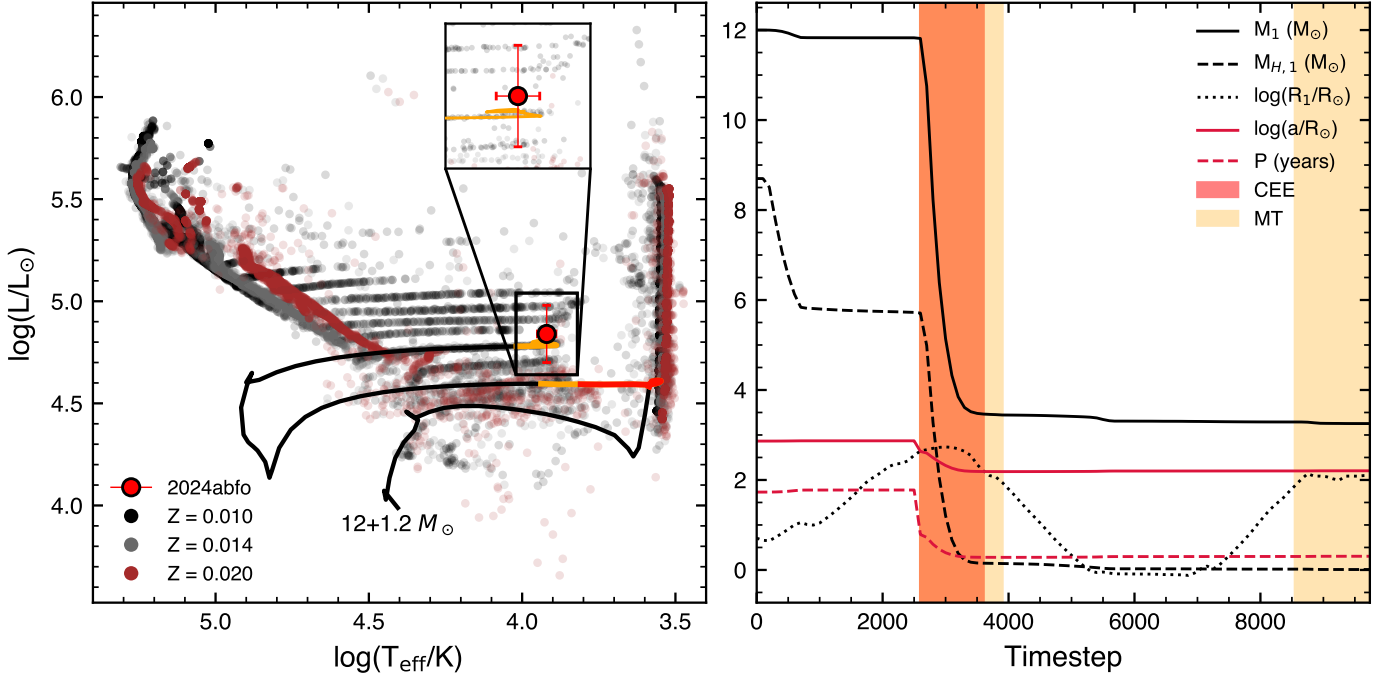 6.0
5.5
5.0
4.5
4.0
log(L/L☉)
2024abfo
Z = 0.010
Z = 0.014
Z = 0.020
12+1.2 M☉
5.0 4.5 4.0 3.5
log(T_eff/K)
12
10
8
6
4
2
0
M₁ (M☉)
M_{H,1} (M☉)
log(R₁/R☉)
log(a/R☉)
P (years)
CEE
MT
0 2000 4000 6000 8000
Timestep